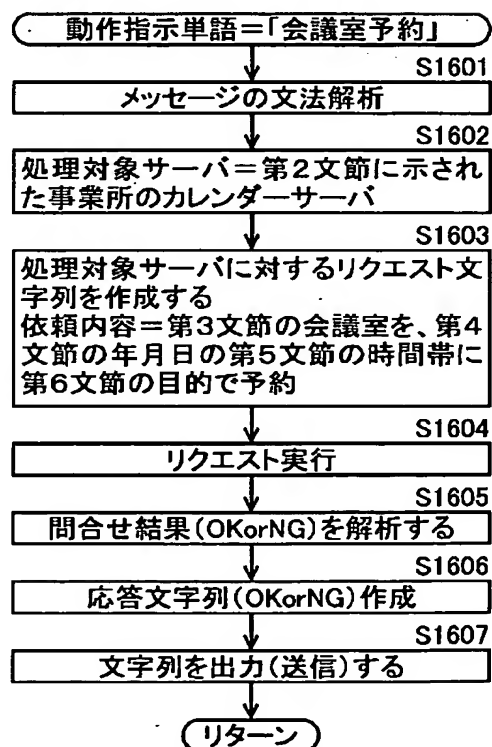 動作指示単語＝「会議室予約」
S1601
メッセージの文法解析
S1602
処理対象サーバ＝第2文節に示され
た事業所のカレンダーサーバ
S1603
処理対象サーバに対するリクエスト文
字列を作成する
依頼内容＝第3文節の会議室を、第4
文節の年月日の第5文節の時間帯に
第6文節の目的で予約
S1604
リクエスト実行
S1605
問合せ結果(OKorNG)を解析する
S1606
応答文字列(OKorNG)作成
S1607
文字列を出力(送信)する
リターン